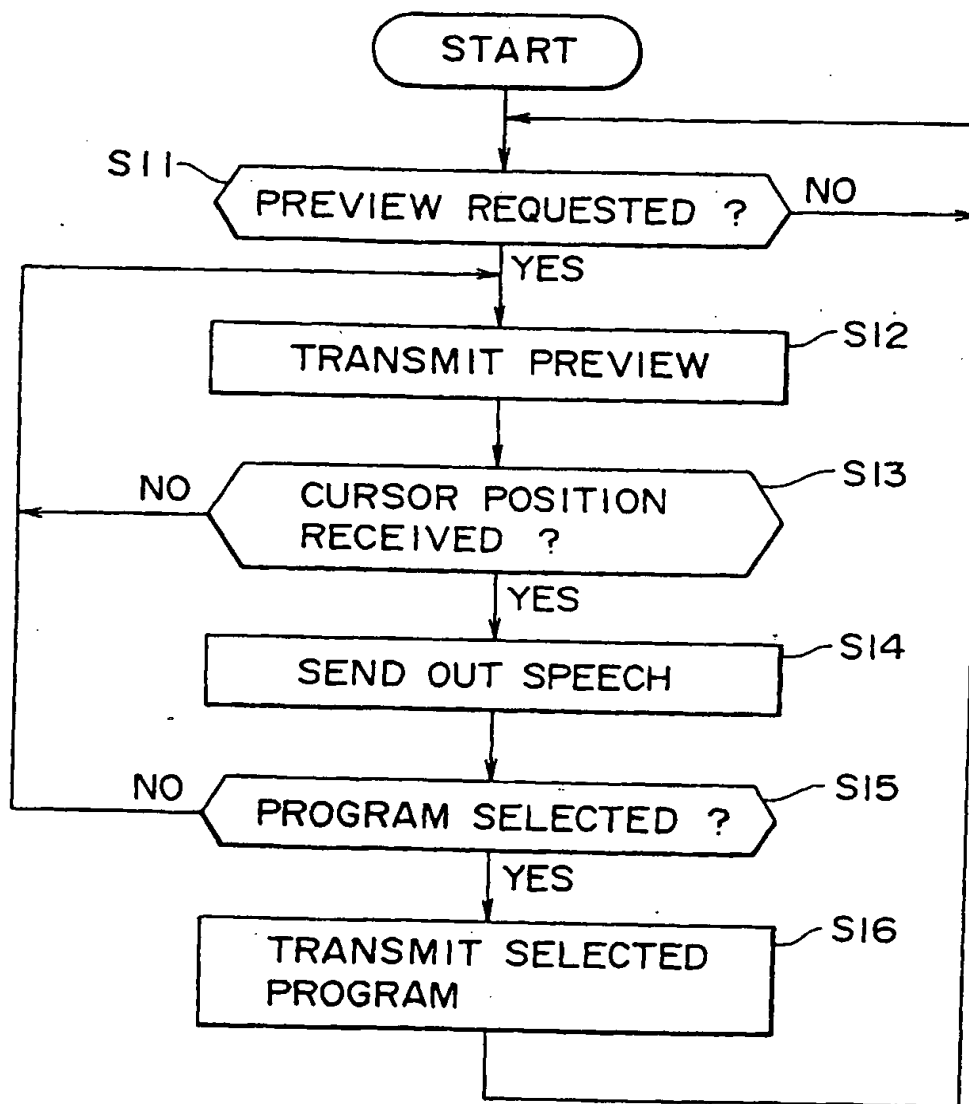 START
S11
PREVIEW REQUESTED ?
NO
YES
TRANSMIT PREVIEW
S12
NO
CURSOR POSITION
RECEIVED ?
S13
YES
SEND OUT SPEECH
S14
NO
PROGRAM SELECTED ?
S15
YES
TRANSMIT SELECTED
PROGRAM
S16